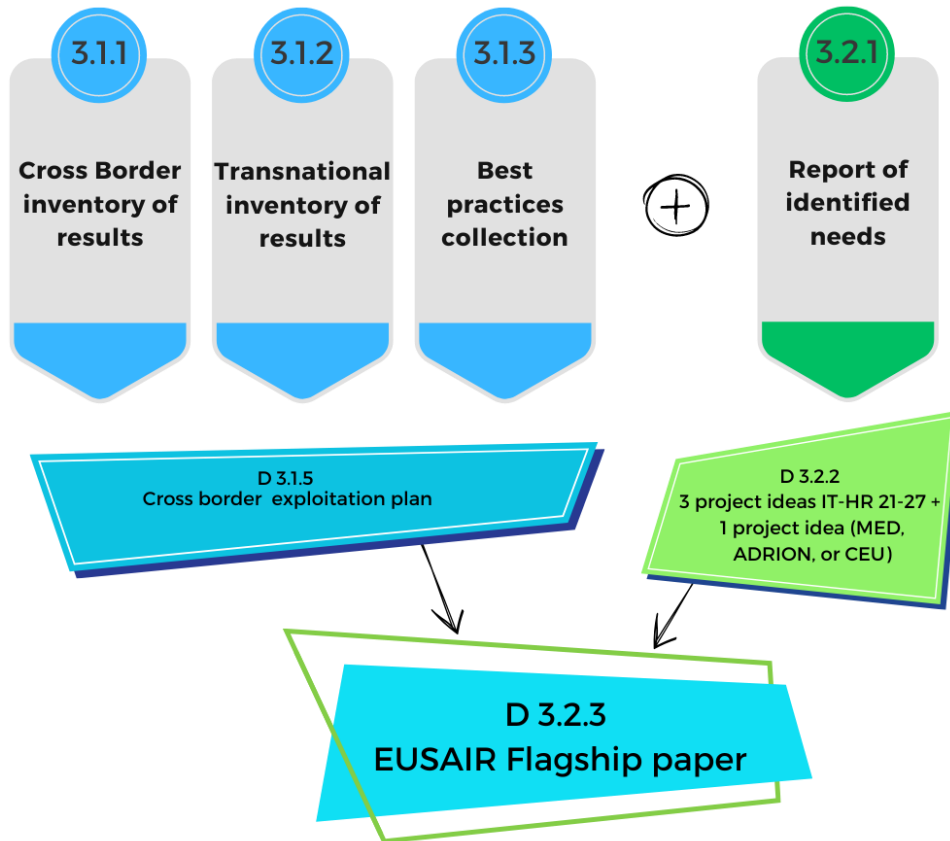 3.1.1
Cross Border
inventory of
results
3.1.2
Transnational
inventory of
results
3.1.3
Best
practices
collection
+
3.2.1
Report of
identified
needs
D 3.1.5
Cross border exploitation plan
D 3.2.2
3 project ideas IT-HR 21-27 +
1 project idea (MED,
ADRION, or CEU)
D 3.2.3
EUSAIR Flagship paper